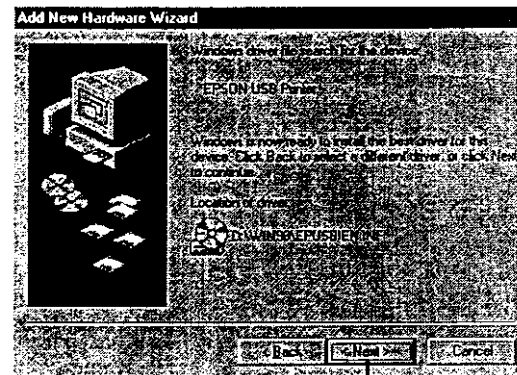 Add New Hardware Wizard
Windows driver file search for the device:
EPSON USB Printer
Windows is now ready to install the best driver for this
device. Click Back to select a different driver, or click Next
to continue.
Location of driver:
< Back
Next >
Cancel